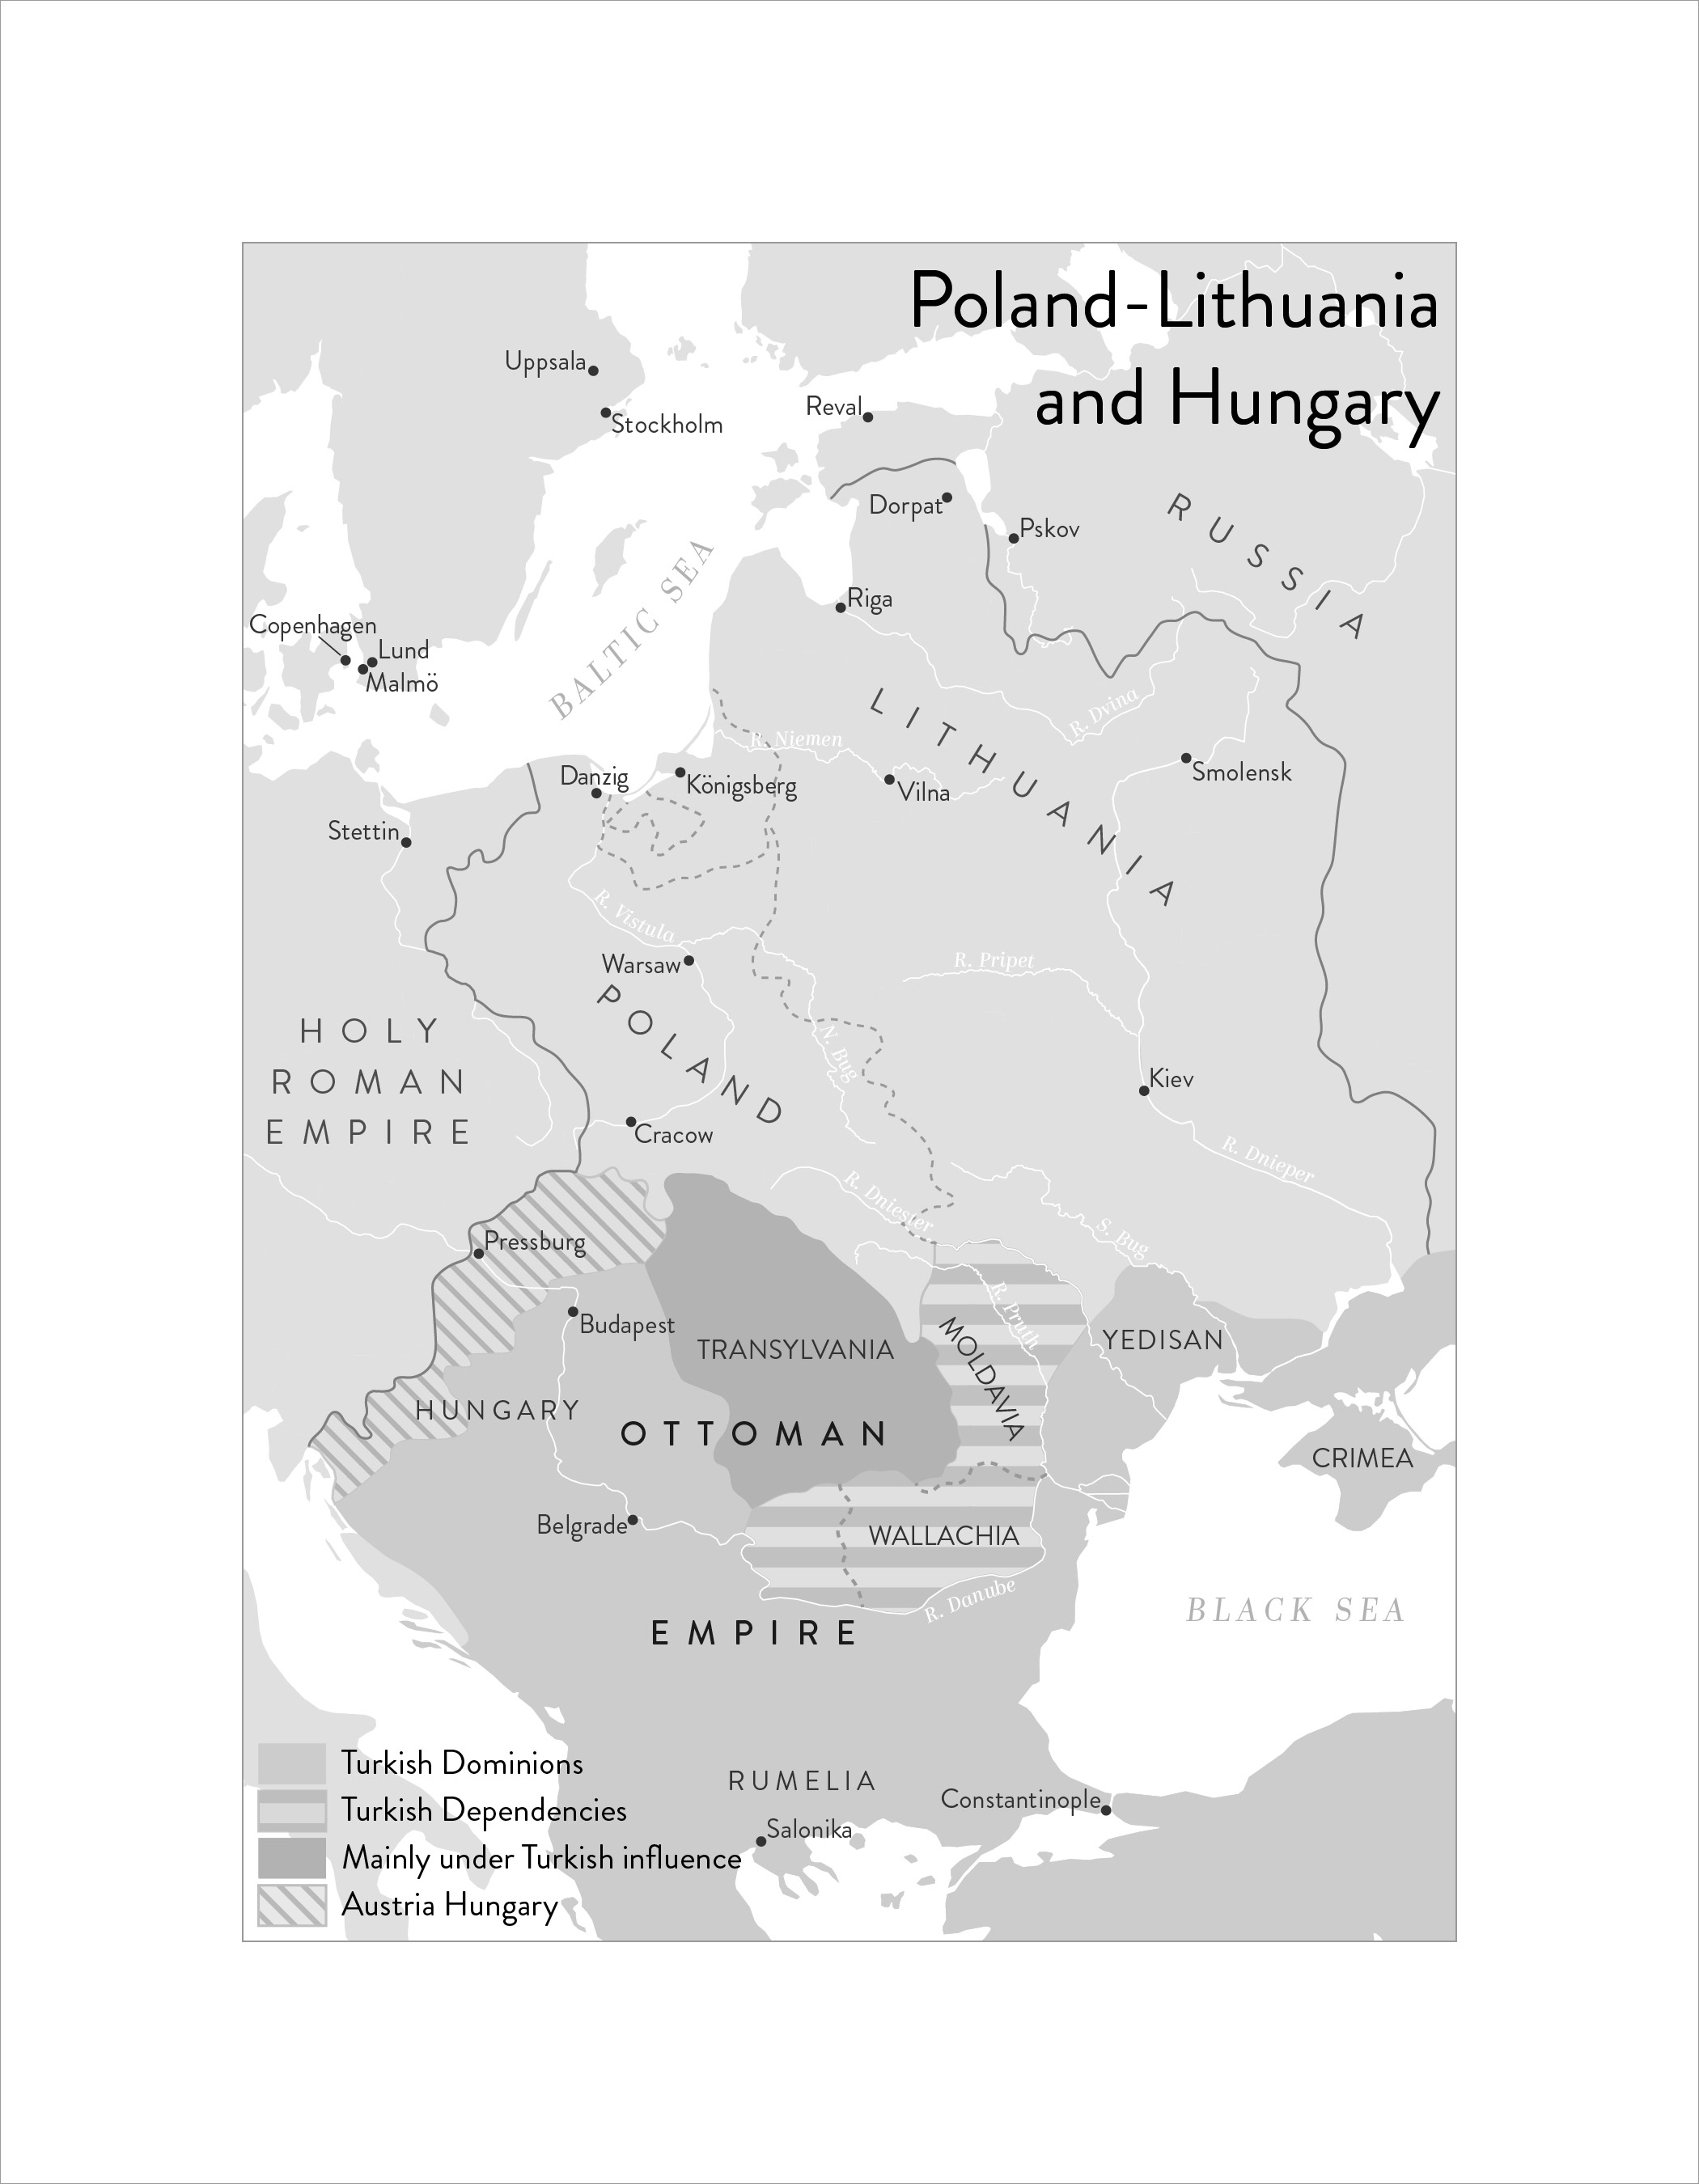 Poland-Lithuania
and Hungary
Uppsala
Stockholm
Reval
Dorpat
Pskov
RUSSIA
Riga
BALTIC SEA
Copenhagen
Lund
Malmö
LITHUANIA
R. Dvina
R. Niemen
Danzig
Königsberg
Vilna
Smolensk
Stettin
R. Vistula
Warsaw
R. Pripet
POLAND
HOLY
ROMAN
EMPIRE
N. Bug
Kiev
Cracow
R. Dnieper
R. Dniester
S. Bug
Pressburg
R. Pruth
Budapest
TRANSYLVANIA
MOLDAVIA
YEDISAN
HUNGARY
OTTOMAN
CRIMEA
Belgrade
WALLACHIA
R. Danube
BLACK SEA
EMPIRE
RUMELIA
Constantinople
Salonika
Turkish Dominions
Turkish Dependencies
Mainly under Turkish influence
Austria Hungary